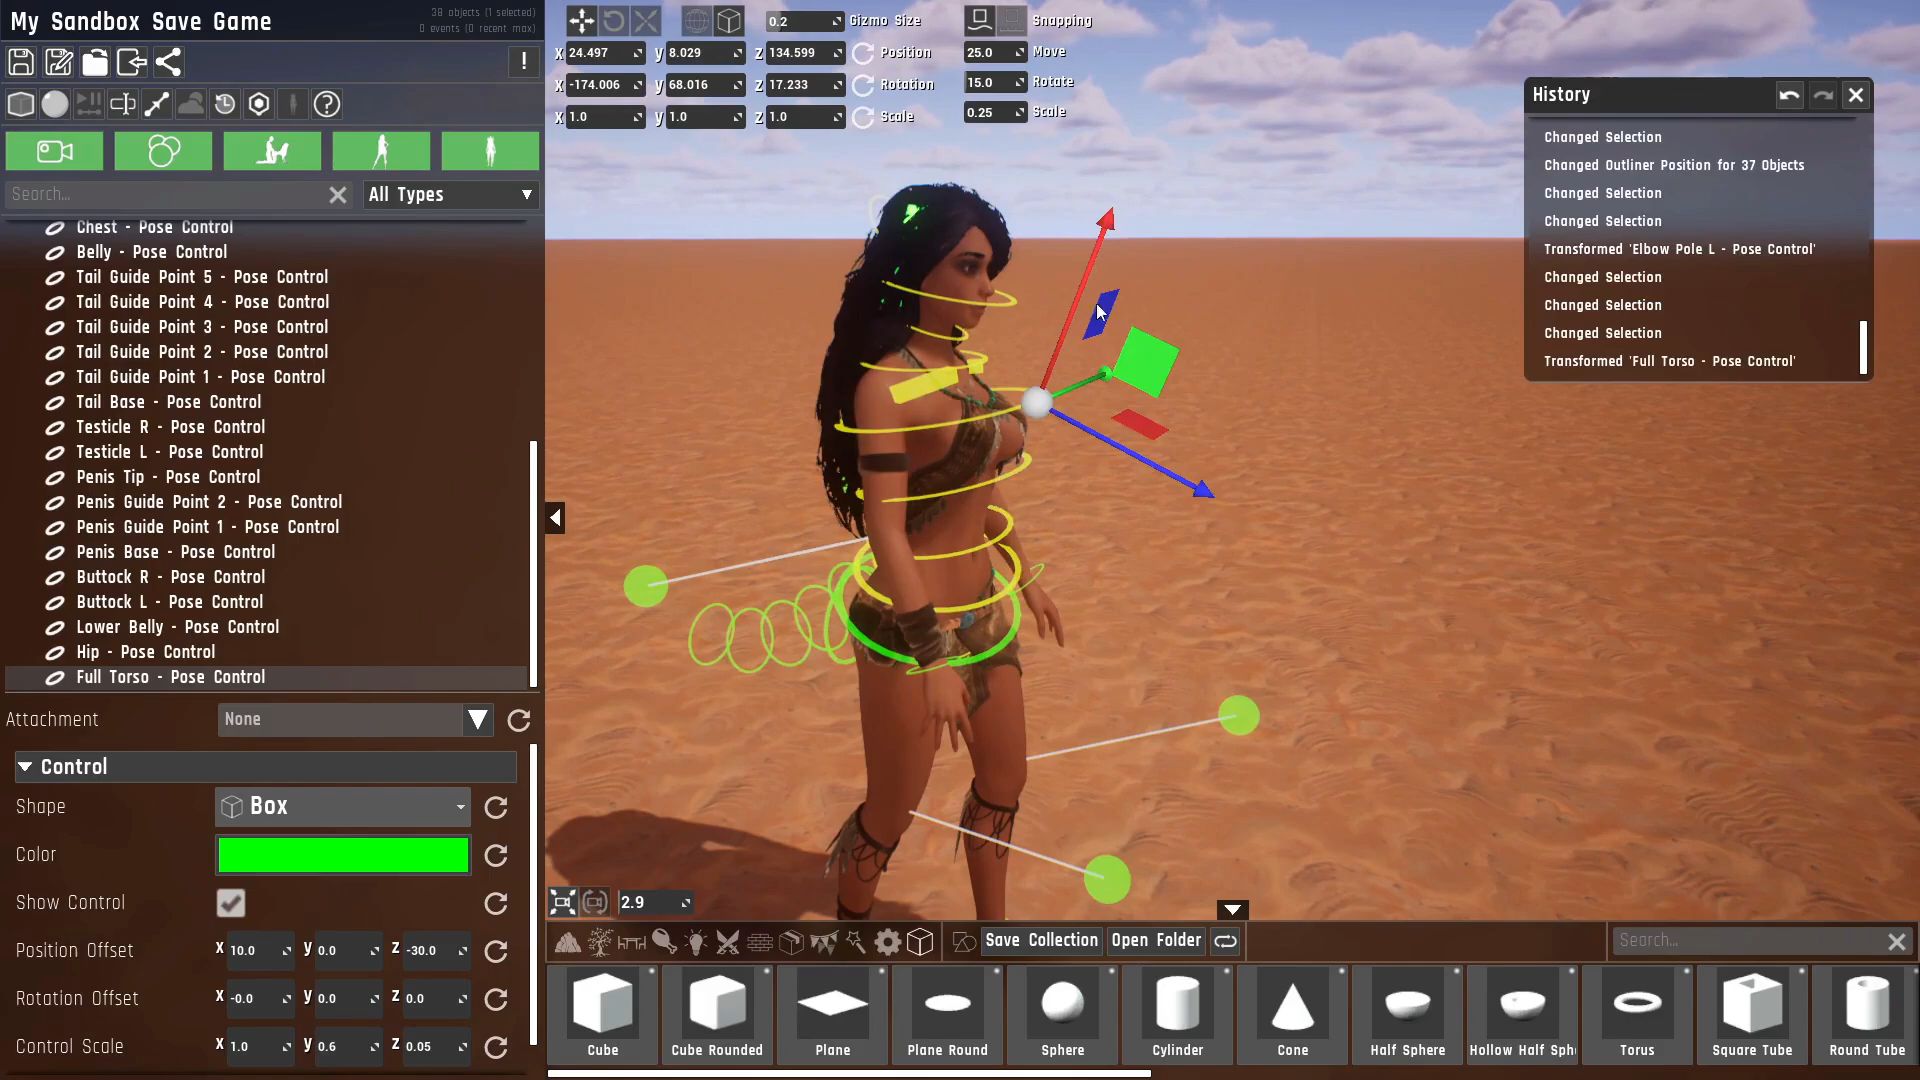 My Sandbox Save Game
38 objects (1 selected)
0 events (0 recent max)
!
Search...
All Types
Chest - Pose Control
Belly - Pose Control
Tail Guide Point 5 - Pose Control
Tail Guide Point 4 - Pose Control
Tail Guide Point 3 - Pose Control
Tail Guide Point 2 - Pose Control
Tail Guide Point 1 - Pose Control
Tail Base - Pose Control
Testicle R - Pose Control
Testicle L - Pose Control
Penis Tip - Pose Control
Penis Guide Point 2 - Pose Control
Penis Guide Point 1 - Pose Control
Penis Base - Pose Control
Buttock R - Pose Control
Buttock L - Pose Control
Lower Belly - Pose Control
Hip - Pose Control
Full Torso - Pose Control
Attachment None
Control
Shape Box
Color
Show Control
Position Offset X 10.0 y 0.0 z -30.0
Rotation Offset X -0.0 y 0.0 z 0.0
Control Scale X 1.0 y 0.6 z 0.05
0.2 Gizmo Size Snapping
X 24.497 y 8.029 z 134.599 Position 25.0 Move
X -174.006 y 68.016 z 17.233 Rotation 15.0 Rotate
X 1.0 y 1.0 z 1.0 Scale 0.25 Scale
History
Changed Selection
Changed Outliner Position for 37 Objects
Changed Selection
Changed Selection
Transformed 'Elbow Pole L - Pose Control'
Changed Selection
Changed Selection
Changed Selection
Transformed 'Full Torso - Pose Control'
2.9
Save Collection Open Folder Search...
Cube Cube Rounded Plane Plane Round Sphere Cylinder Cone Half Sphere Hollow Half Sph Torus Square Tube Round Tube